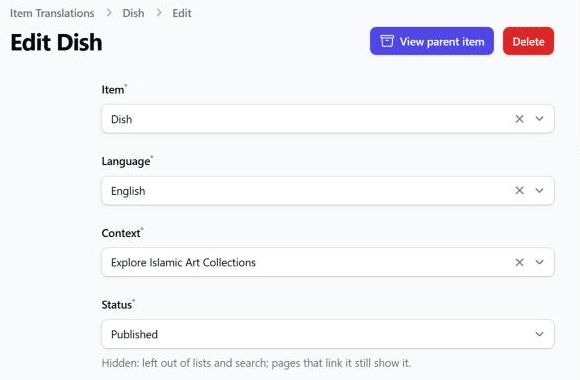 Item Translations > Dish > Edit
Edit Dish
View parent item
Delete
Item*
Dish
Language*
English
Context*
Explore Islamic Art Collections
Status*
Published
Hidden: left out of lists and search; pages that link it still show it.